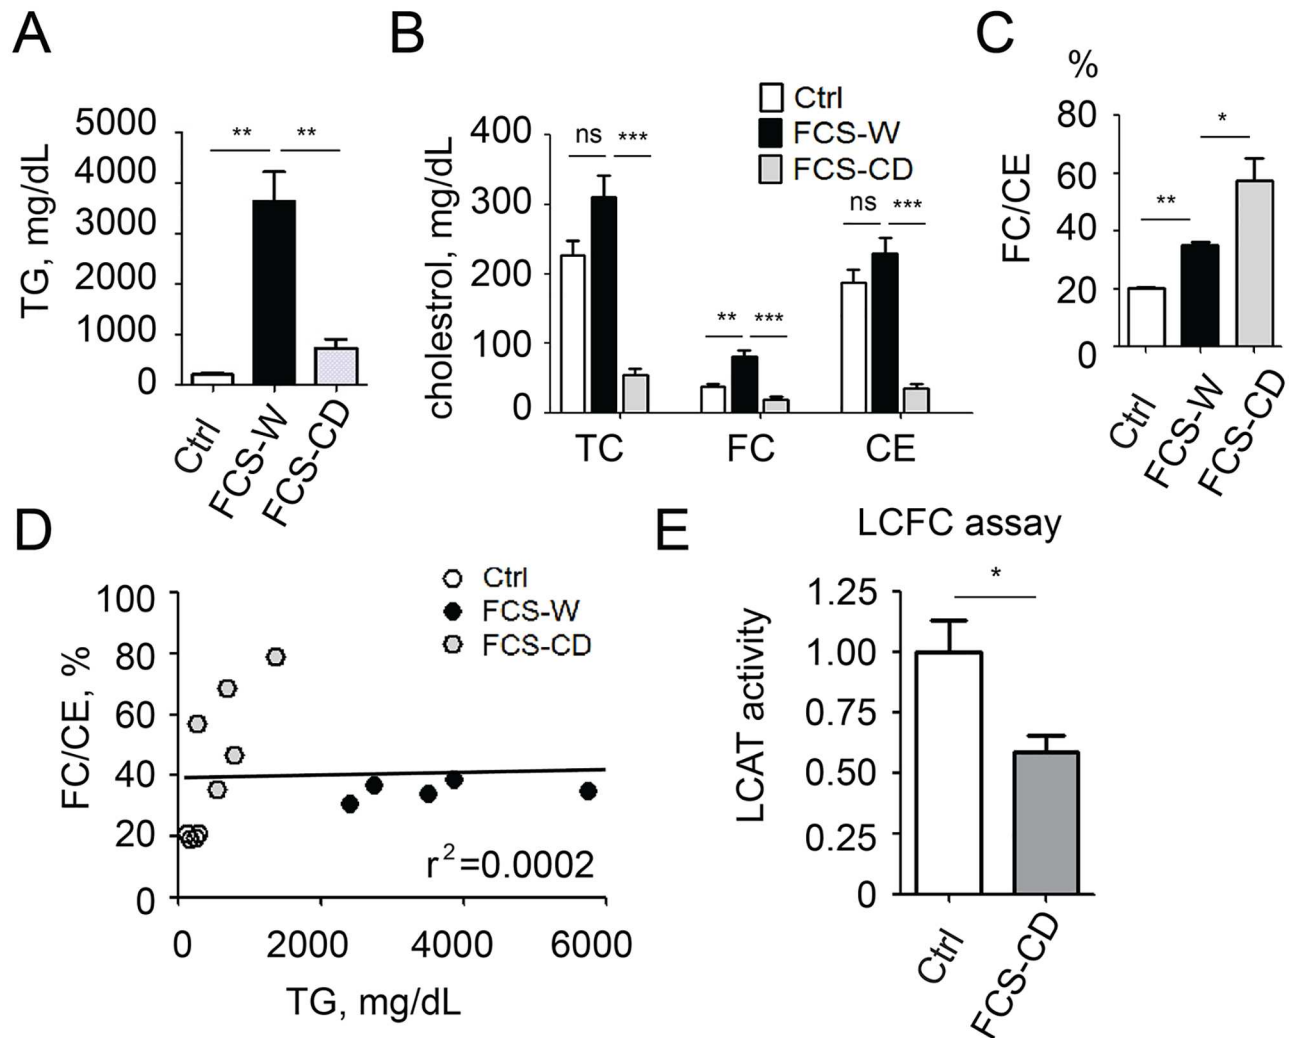 A
TG, mg/dL
5000
4000
3000
2000
1000
0
** **
Ctrl
FCS-W
FCS-CD
B
cholestrol, mg/dL
400
300
200
100
0
Ctrl
FCS-W
FCS-CD
ns ***
** ***
ns ***
TC FC CE
C
%
FC/CE
80
60
40
20
0
**
*
Ctrl
FCS-W
FCS-CD
D
FC/CE, %
100
80
60
40
20
0
Ctrl
FCS-W
FCS-CD
r²=0.0002
0 2000 4000 6000
TG, mg/dL
E
LCFC assay
LCAT activity
1.25
1.00
0.75
0.50
0.25
0
*
Ctrl
FCS-CD